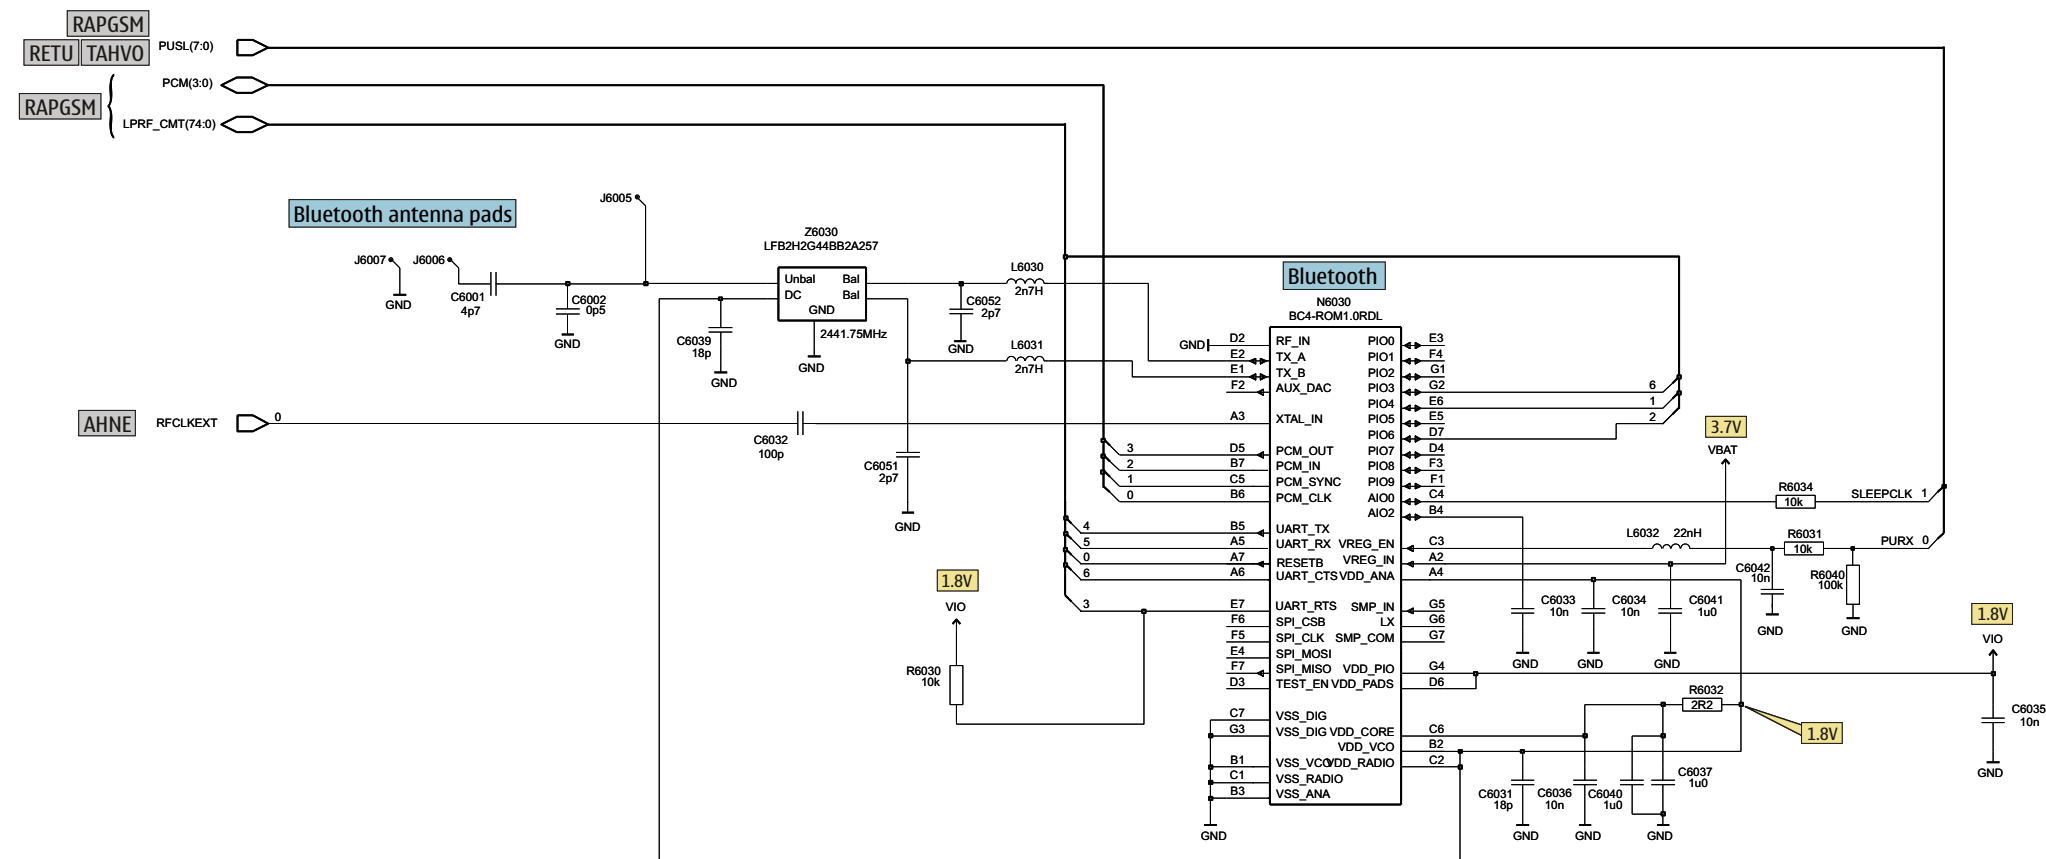 RAPGSM
RETU TAHVO PUSL(7:0)
PCM(3:0)
RAPGSM
LPRF_CMT(74:0)
Bluetooth antenna pads
J6005
J6007 J6006
GND
C6001
4p7
C6002
0p5
GND
Z6030
LFB2H2G44BB2A257
Unbal Bal
DC Bal
GND
2441.75MHz
GND
C6039
18p
GND
C6052
2p7
GND
L6030
2n7H
L6031
2n7H
C6051
2p7
GND
AHNE RFCLKEXT 0
C6032
100p
3
2
1
0
4
5
0
6
3
1.8V
VIO
R6030
10k
Bluetooth
N6030
BC4-ROM1.0RDL
GND D2 RF_IN PIO0 E3
E2 TX_A PIO1 F4
E1 TX_B PIO2 G1
F2 AUX_DAC PIO3 G2 6
PIO4 E6 1
A3 XTAL_IN PIO5 E5 2
PIO6 D7
D5 PCM_OUT PIO7 D4
B7 PCM_IN PIO8 F3
C5 PCM_SYNC PIO9 F1
B6 PCM_CLK AIO0 C4
AIO2 B4
B5 UART_TX
A5 UART_RX VREG_EN C3
A7 RESETB VREG_IN A2
A6 UART_CTS VDD_ANA A4
E7 UART_RTS SMP_IN G5
F6 SPI_CSB LX G6
F5 SPI_CLK SMP_COM G7
E4 SPI_MOSI
F7 SPI_MISO VDD_PIO G4
D3 TEST_EN VDD_PADS D6
C7 VSS_DIG
G3 VSS_DIG VDD_CORE C6
VDD_VCO B2
B1 VSS_VCO VDD_RADIO C2
C1 VSS_RADIO
B3 VSS_ANA
GND
3.7V
VBAT
R6034
10k
SLEEPCLK 1
L6032 22nH
R6031
10k
PURX 0
C6042
10n
GND
R6040
100k
GND
C6033
10n
GND
C6034
10n
GND
C6041
1u0
GND
1.8V
VIO
R6032
2R2
1.8V
C6035
10n
GND
C6031
18p
GND
C6036
10n
GND
C6040
1u0
C6037
1u0
GND